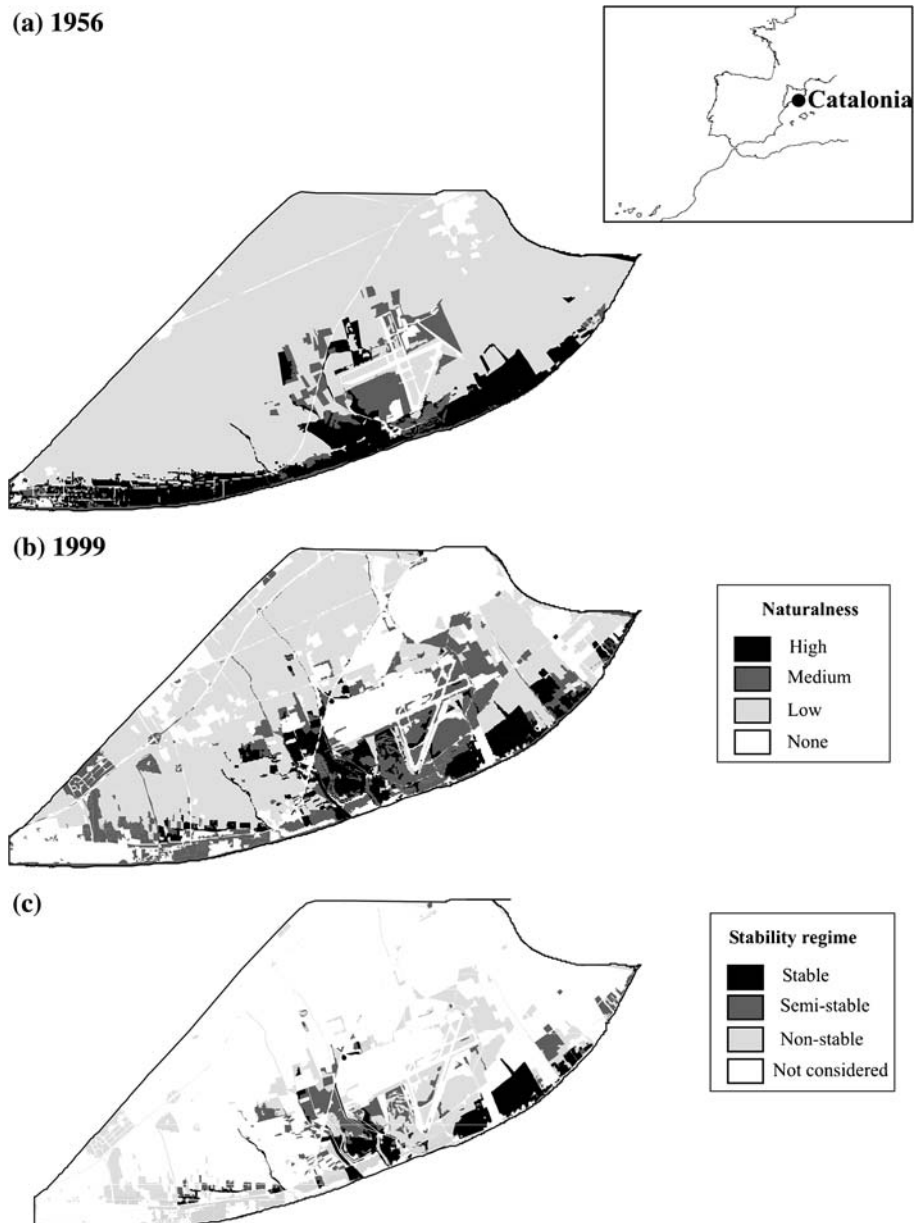 (a) 1956
Catalonia
(b) 1999
Naturalness
High
Medium
Low
None
(c)
Stability regime
Stable
Semi-stable
Non-stable
Not considered